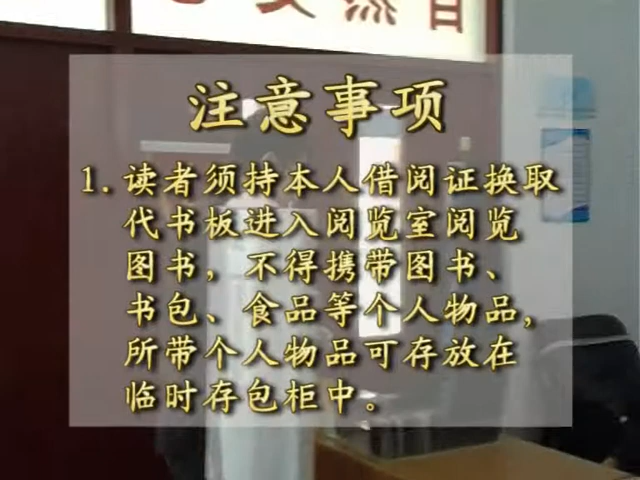 注意事项
1.读者须持本人借阅证换取
代书板进入阅览室阅览
图书，不得携带图书、
书包、食品等个人物品，
所带个人物品可存放在
临时存包柜中。